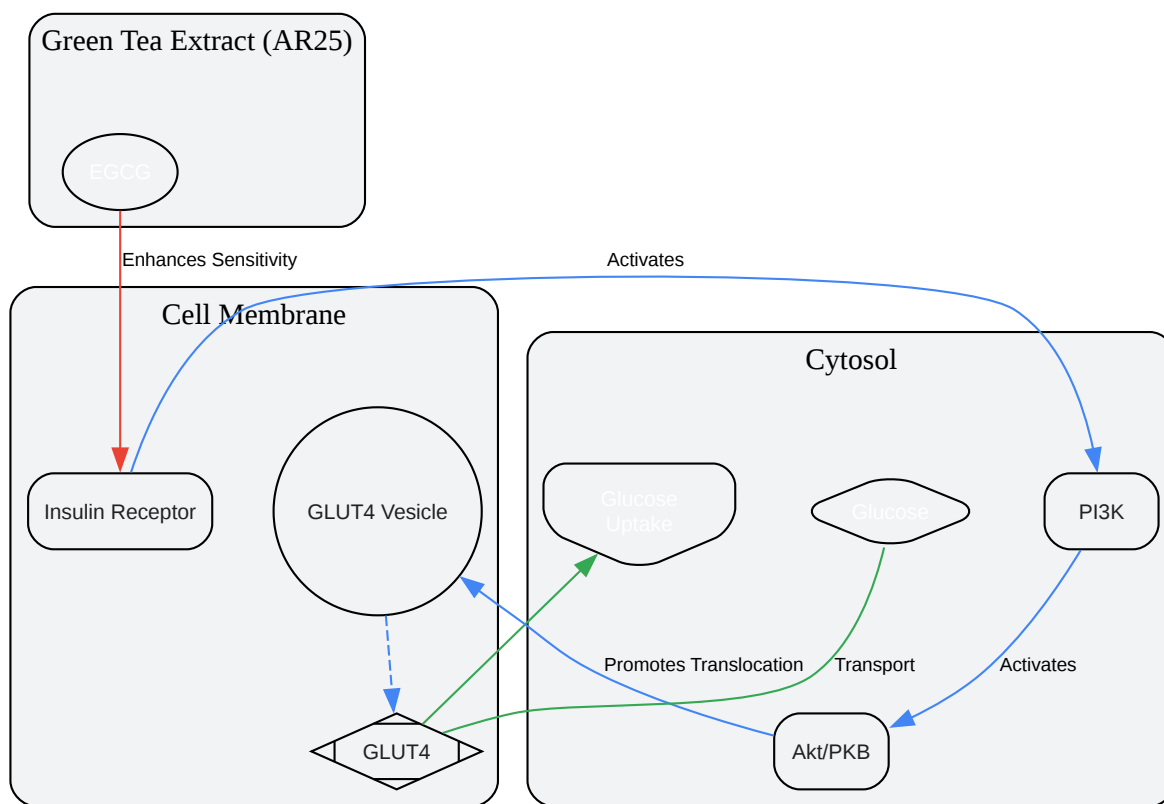 Green Tea Extract (AR25)
EGCG
Enhances Sensitivity
Activates
Cell Membrane
Cytosol
Insulin Receptor
GLUT4 Vesicle
Glucose
Uptake
Glucose
PI3K
Promotes Translocation
Transport
Activates
GLUT4
Akt/PKB